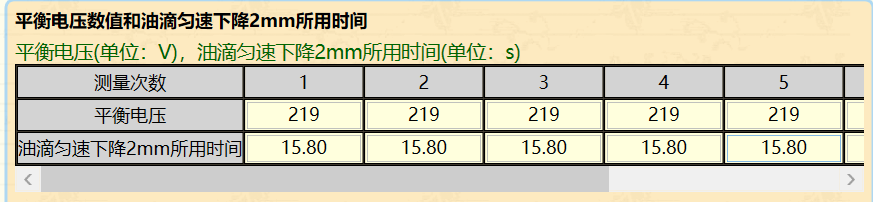 平衡电压数值和油滴匀速下降2mm所用时间
平衡电压(单位：V)，油滴匀速下降2mm所用时间(单位：s)
测量次数 1 2 3 4 5
平衡电压 219 219 219 219 219
油滴匀速下降2mm所用时间 15.80 15.80 15.80 15.80 15.80